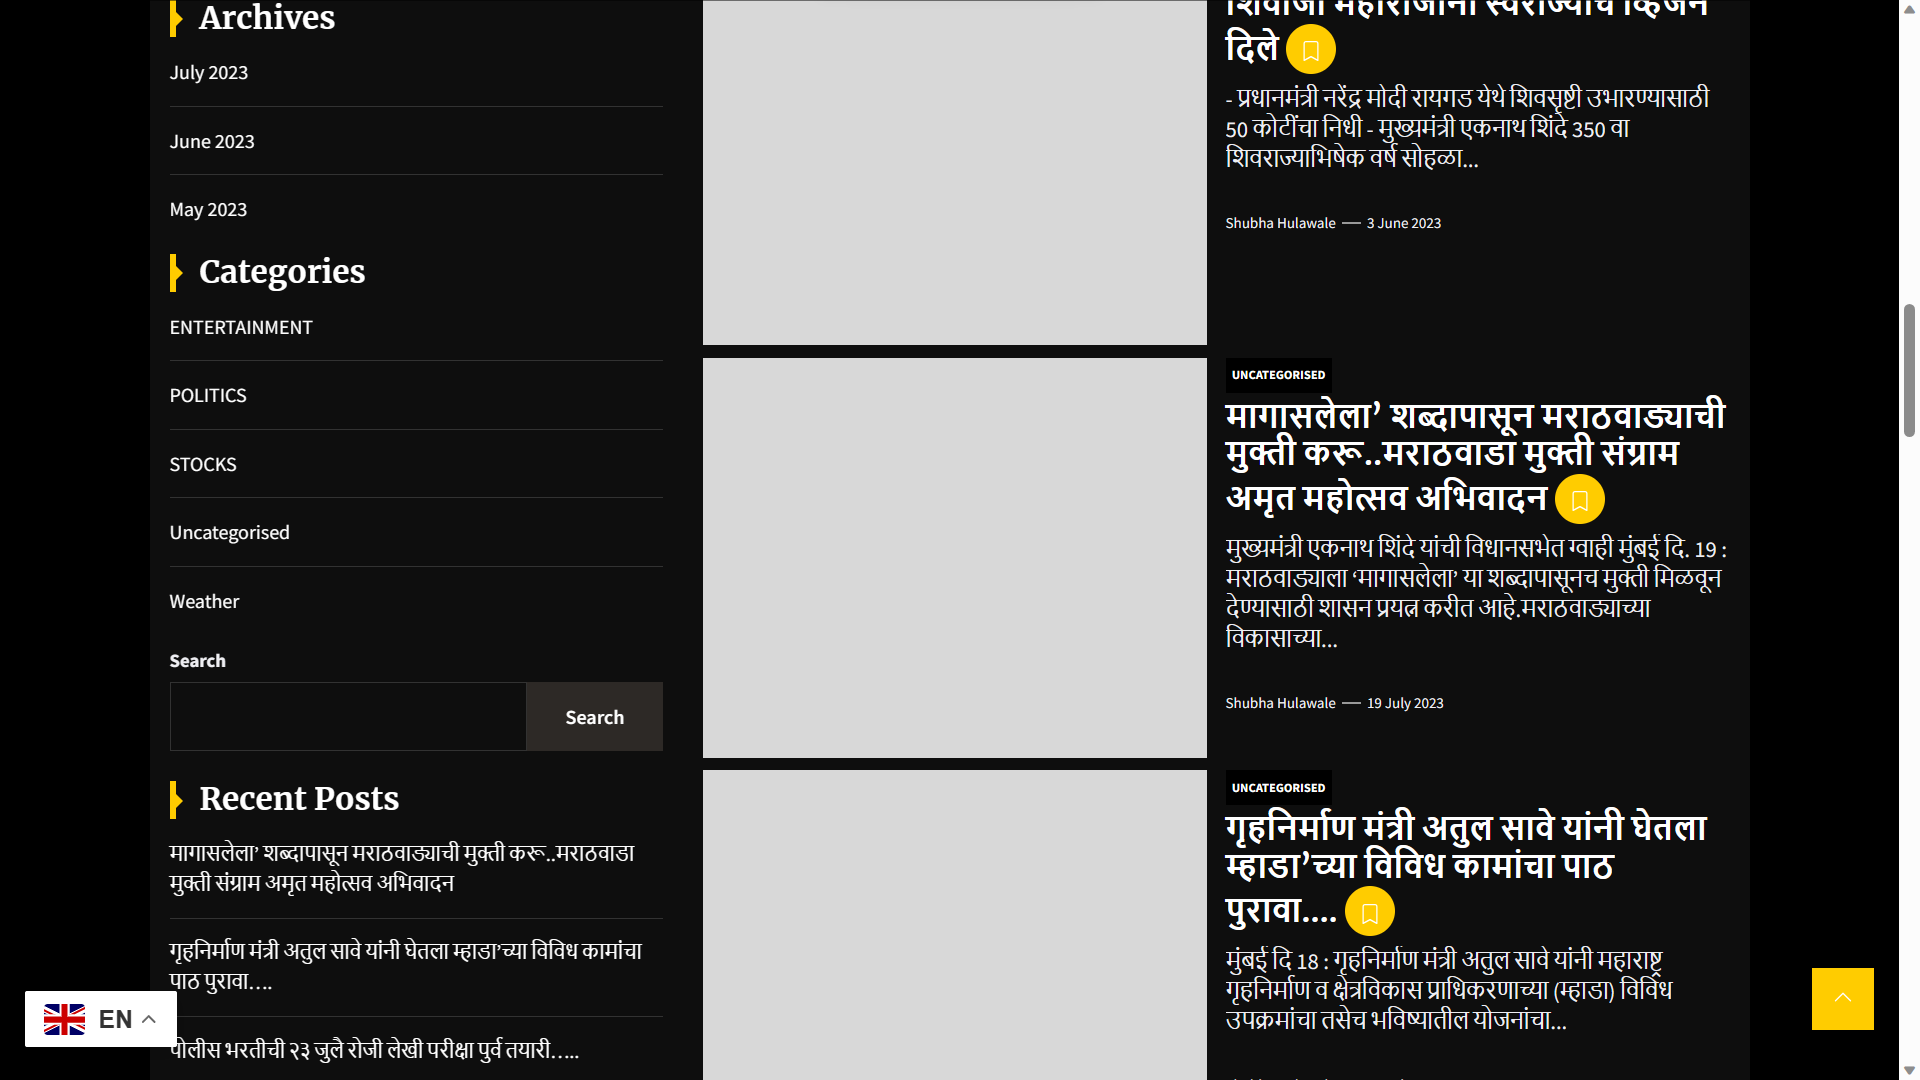 Archives
July 2023
June 2023
May 2023
Categories
ENTERTAINMENT
POLITICS
STOCKS
Uncategorised
Weather
Search
Search
Recent Posts
मागासलेला’ शब्दापासून मराठवाड्याची मुक्ती करू..मराठवाडा
मुक्ती संग्राम अमृत महोत्सव अभिवादन
गृहनिर्माण मंत्री अतुल सावे यांनी घेतला म्हाडा’च्या विविध कामांचा
पाठ पुरावा….
पोलीस भरतीची २३ जुलै रोजी लेखी परीक्षा पुर्व तयारी…..
EN
शिवाजी महाराजांनी स्वराज्याचे व्हिजन
दिले
- प्रधानमंत्री नरेंद्र मोदी रायगड येथे शिवसृष्टी उभारण्यासाठी
50 कोटींचा निधी - मुख्यमंत्री एकनाथ शिंदे 350 वा
शिवराज्याभिषेक वर्ष सोहळा...
Shubha Hulawale — 3 June 2023
UNCATEGORISED
मागासलेला’ शब्दापासून मराठवाड्याची
मुक्ती करू..मराठवाडा मुक्ती संग्राम
अमृत महोत्सव अभिवादन
मुख्यमंत्री एकनाथ शिंदे यांची विधानसभेत ग्वाही मुंबई दि. 19 :
मराठवाड्याला ‘मागासलेला’ या शब्दापासूनच मुक्ती मिळवून
देण्यासाठी शासन प्रयत्न करीत आहे.मराठवाड्याच्या
विकासाच्या...
Shubha Hulawale — 19 July 2023
UNCATEGORISED
गृहनिर्माण मंत्री अतुल सावे यांनी घेतला
म्हाडा’च्या विविध कामांचा पाठ
पुरावा….
मुंबई दि 18 : गृहनिर्माण मंत्री अतुल सावे यांनी महाराष्ट्र
गृहनिर्माण व क्षेत्रविकास प्राधिकरणाच्या (म्हाडा) विविध
उपक्रमांचा तसेच भविष्यातील योजनांचा...